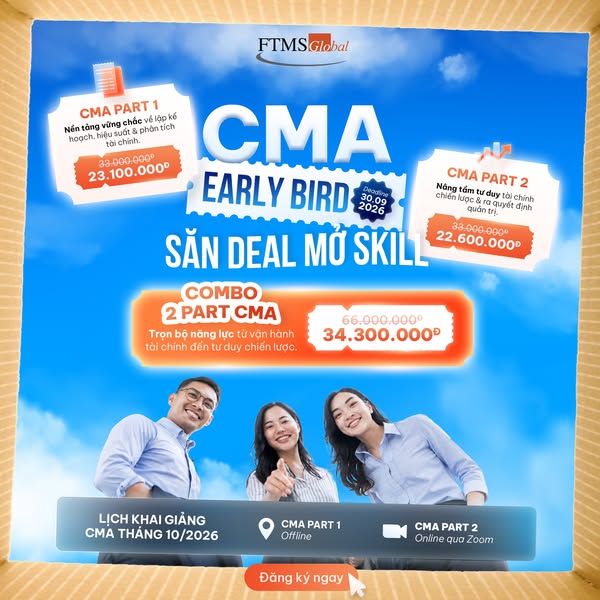 FTMS Global
CMA PART 1
Nền tảng vững chắc về lập kế
hoạch, hiệu suất & phân tích
tài chính.
33.000.000Đ
23.100.000Đ
CMA
EARLY BIRD
Deadline
30.09
2026
SĂN DEAL MỞ SKILL
CMA PART 2
Nâng tầm tư duy tài chính
chiến lược & ra quyết định
quản trị.
33.000.000Đ
22.600.000Đ
COMBO
2 PART CMA
Trọn bộ năng lực từ vận hành
tài chính đến tư duy chiến lược.
66.000.000Đ
34.300.000Đ
LỊCH KHAI GIẢNG
CMA THÁNG 10/2026
CMA PART 1
Offline
CMA PART 2
Online qua Zoom
Đăng ký ngay